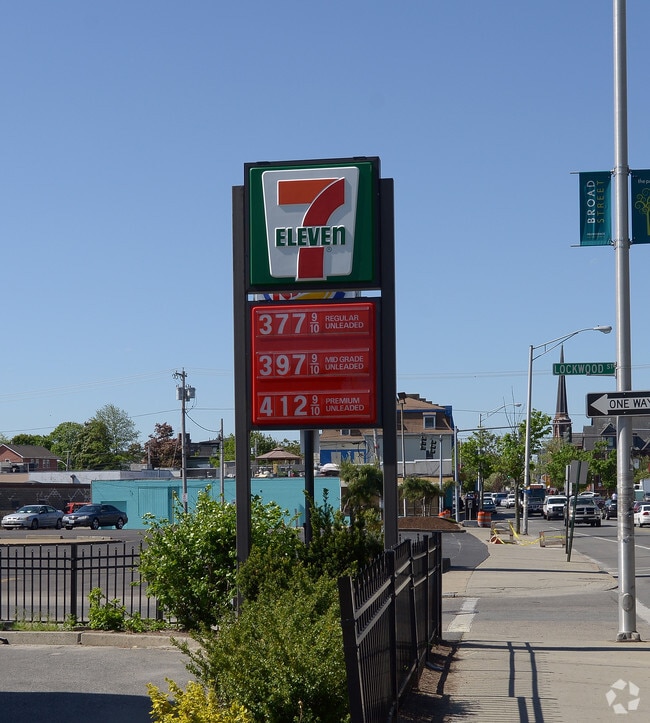 7
ELEVEn
377 9/10 REGULAR
UNLEADED
397 9/10 MID GRADE
UNLEADED
412 9/10 PREMIUM
UNLEADED
BROAD
STREET
LOCKWOOD ST
ONE WAY